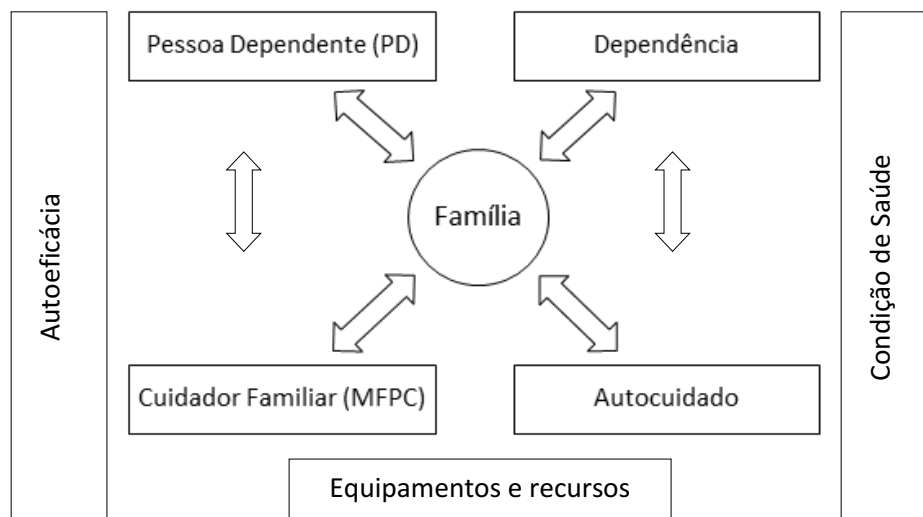 Pessoa Dependente (PD)
Dependência
Autoeficácia
Família
Condição de Saúde
Cuidador Familiar (MFPC)
Autocuidado
Equipamentos e recursos